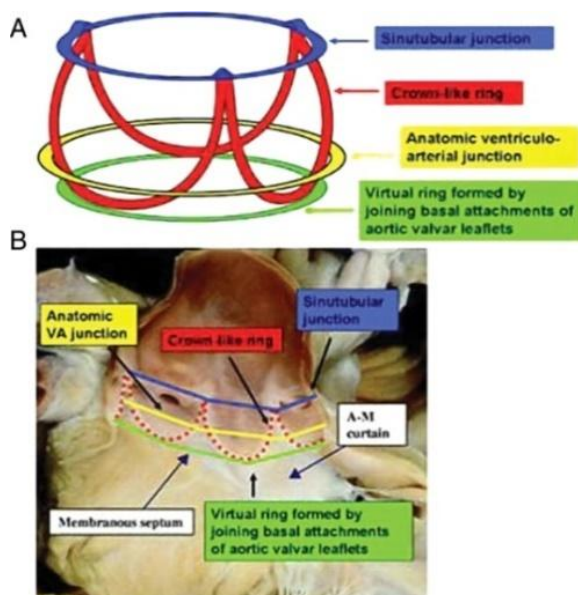 A
Sinutubular junction
Crown-like ring
Anatomic ventriculo-
arterial junction
Virtual ring formed by
joining basal attachments of
aortic valvar leaflets
B
Anatomic
VA junction
Crown-like ring
Sinutubular
junction
A-M
curtain
Membranous septum
Virtual ring formed by
joining basal attachments
of aortic valvar leaflets